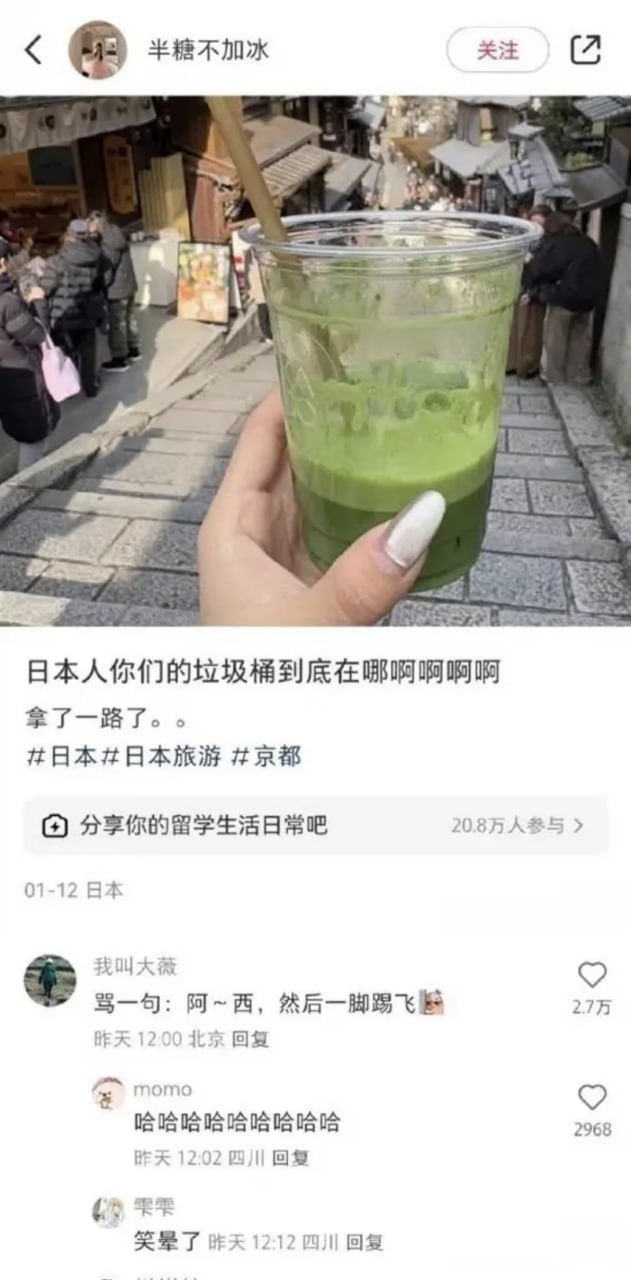 半糖不加冰
关注
日本人你们的垃圾桶到底在哪啊啊啊啊啊
拿了一路了。。
#日本#日本旅游 #京都
分享你的留学生活日常吧
20.8万人参与
01-12 日本
我叫大薇
骂一句：阿～西，然后一脚踢飞
2.7万
昨天 12:00 北京 回复
momo
哈哈哈哈哈哈哈哈哈
2968
昨天 12:02 四川 回复
雫雫
笑晕了 昨天 12:12 四川 回复